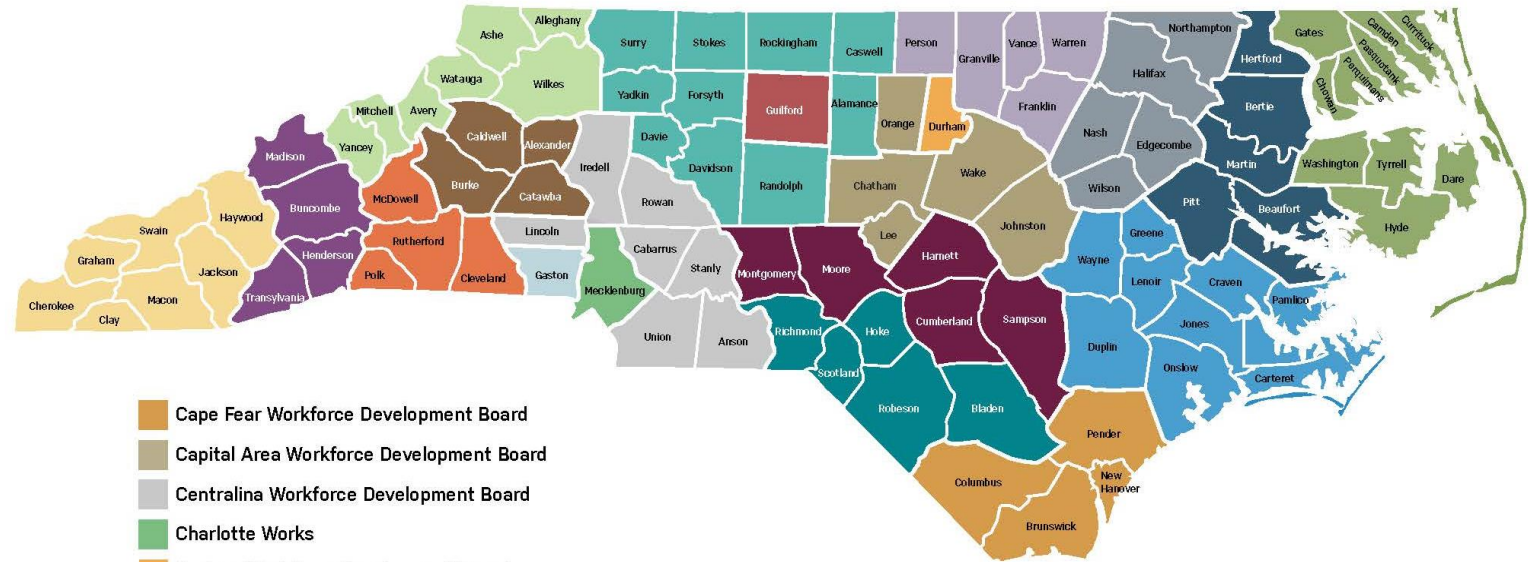 Alleghany
Ashe
Surry
Stokes
Rockingham
Caswell
Person
Granville
Vance
Warren
Northampton
Gates
Camden
Currituck
Pasquotank
Perquimans
Chowan
Hertford
Halifax
Watauga
Wilkes
Yadkin
Forsyth
Guilford
Alamance
Orange
Durham
Franklin
Bertie
Mitchell
Avery
Yancey
Caldwell
Alexander
Davie
Nash
Edgecombe
Madison
Iredell
Davidson
Randolph
Chatham
Wake
Martin
Washington
Tyrrell
Dare
Burke
Catawba
McDowell
Rowan
Wilson
Pitt
Beaufort
Hyde
Buncombe
Haywood
Swain
Rutherford
Lincoln
Lee
Johnston
Greene
Graham
Jackson
Henderson
Polk
Cleveland
Gaston
Cabarrus
Stanly
Montgomery
Moore
Harnett
Wayne
Lenoir
Craven
Pamlico
Cherokee
Macon
Clay
Transylvania
Mecklenburg
Union
Anson
Richmond
Hoke
Cumberland
Sampson
Duplin
Jones
Onslow
Carteret
Scotland
Robeson
Bladen
Pender
Columbus
New
Hanover
Brunswick
Cape Fear Workforce Development Board
Capital Area Workforce Development Board
Centralina Workforce Development Board
Charlotte Works